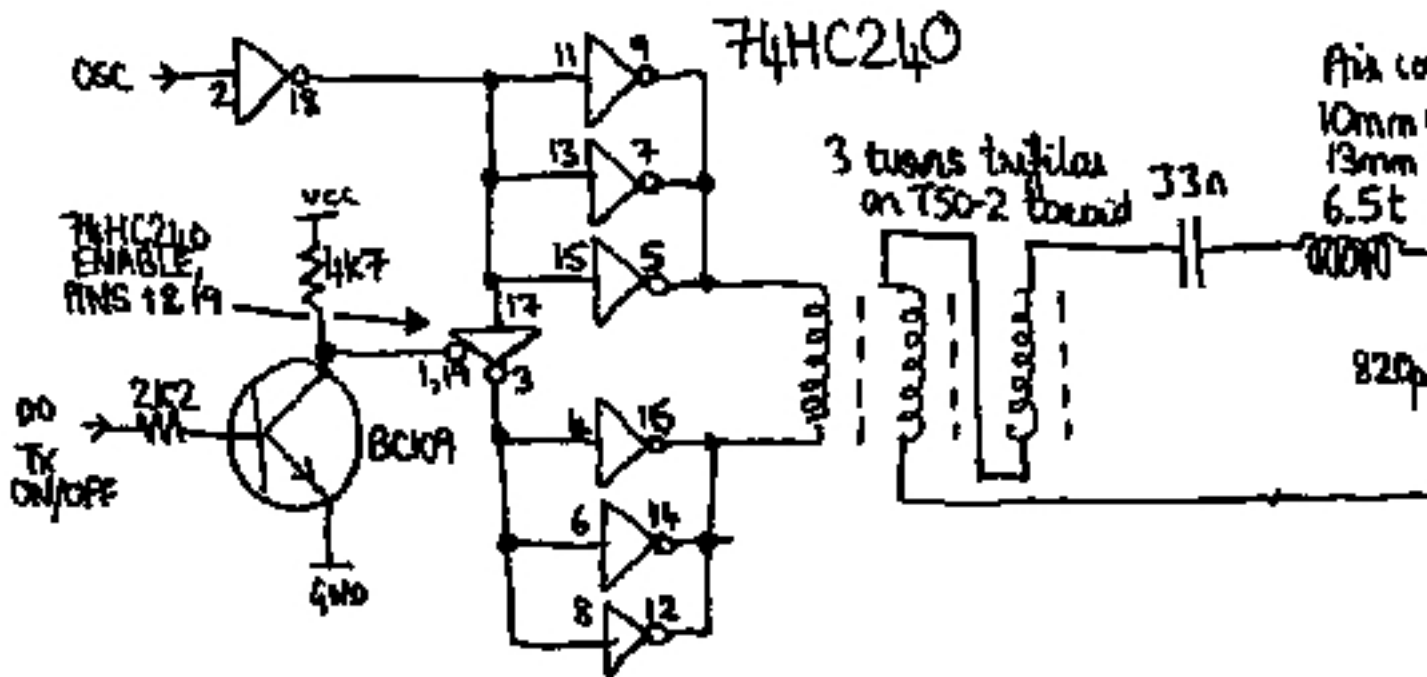 74HC240
OSC
2
18
11
9
13
7
15
5
17
3 turns trifilar
on T50-2 toroid
33n
10mm
13mm
6.5t
VCC
4K7
74HC240
ENABLE,
PINS 1&19
1,19
3
2K2
D0
TX
ON/OFF
BC109
GND
4
16
6
14
8
12
820p